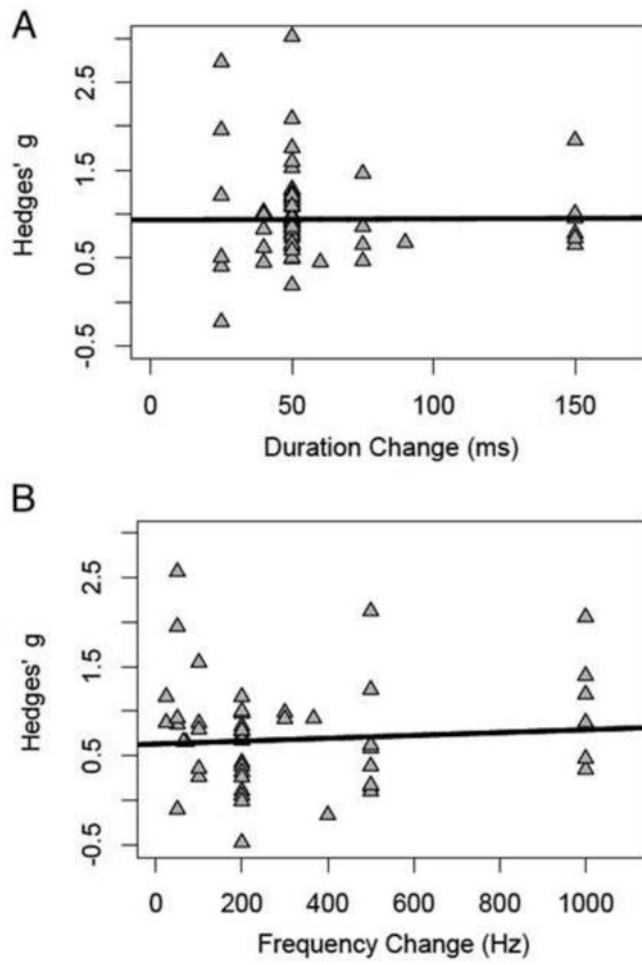 A
Hedges' g
2.5
1.5
0.5
-0.5
0 50 100 150
Duration Change (ms)
B
Hedges' g
2.5
1.5
0.5
-0.5
0 200 400 600 800 1000
Frequency Change (Hz)